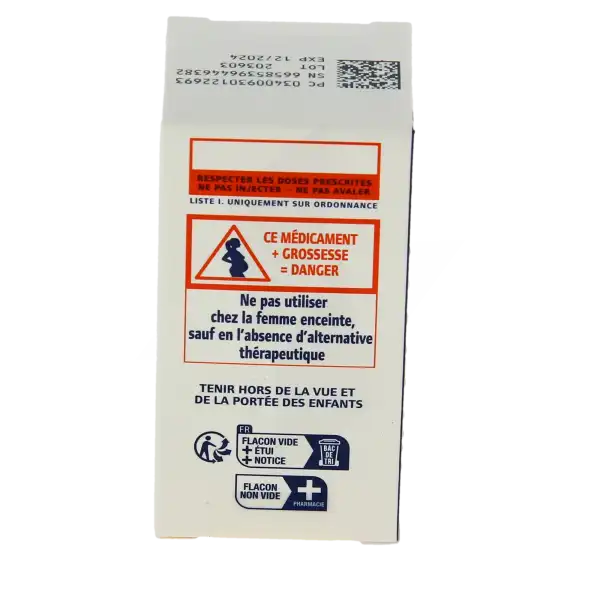 PC 03400930122693
SN 66585396446382
LOT 203603
EXP 12/2024
RESPECTER LES DOSES PRESCRITES
NE PAS INJECTER - NE PAS AVALER
LISTE I. UNIQUEMENT SUR ORDONNANCE
CE MÉDICAMENT
+ GROSSESSE
= DANGER
Ne pas utiliser
chez la femme enceinte,
sauf en l'absence d'alternative
thérapeutique
TENIR HORS DE LA VUE ET
DE LA PORTÉE DES ENFANTS
FR
FLACON VIDE
+ ÉTUI
+ NOTICE
BAC
DE
TRI
FLACON
NON VIDE
PHARMACIE